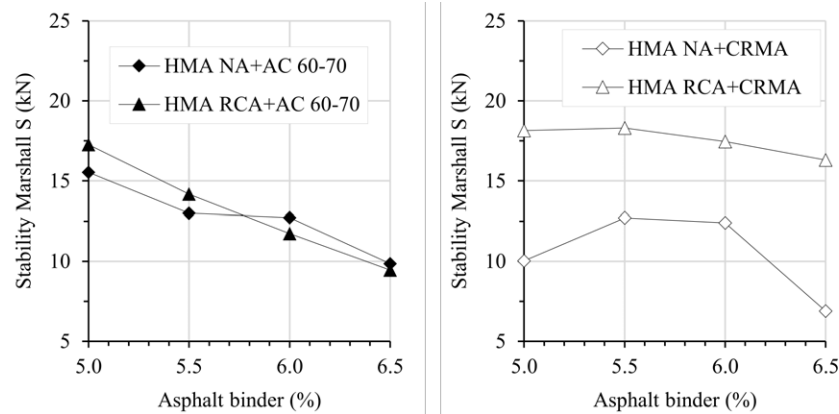 25
20
15
10
5
Stability Marshall S (kN)
HMA NA+AC 60-70
HMA RCA+AC 60-70
5.0 5.5 6.0 6.5
Asphalt binder (%)
25
20
15
10
5
Stability Marshall S (kN)
HMA NA+CRMA
HMA RCA+CRMA
5.0 5.5 6.0 6.5
Asphalt binder (%)